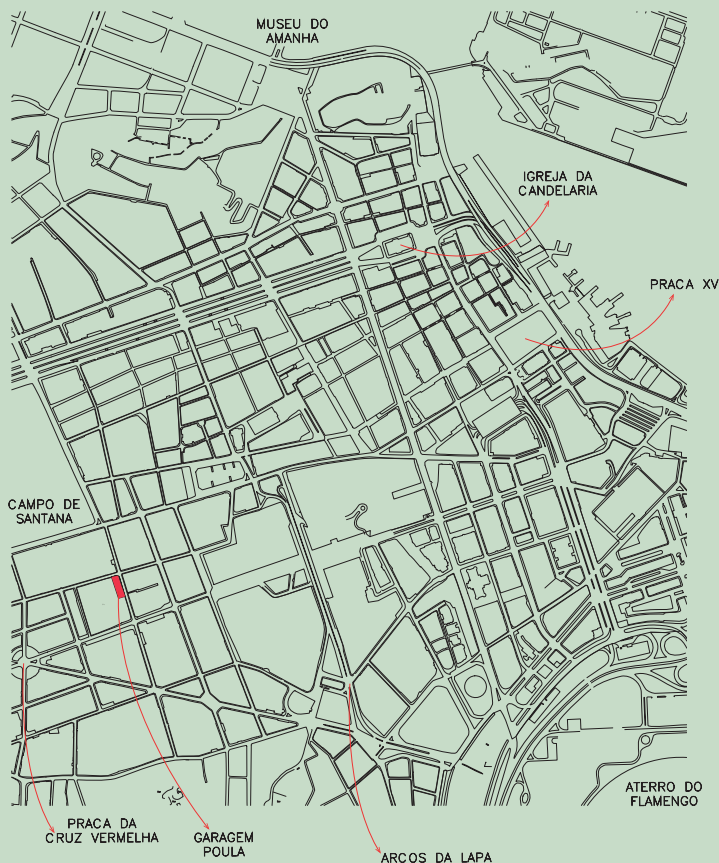 MUSEU DO
AMANHA
IGREJA DA
CANDELARIA
PRACA XV
CAMPO DE
SANTANA
ATERRO DO
FLAMENGO
PRACA DA
CRUZ VERMELHA
GARAGEM
POULA
ARCOS DA LAPA